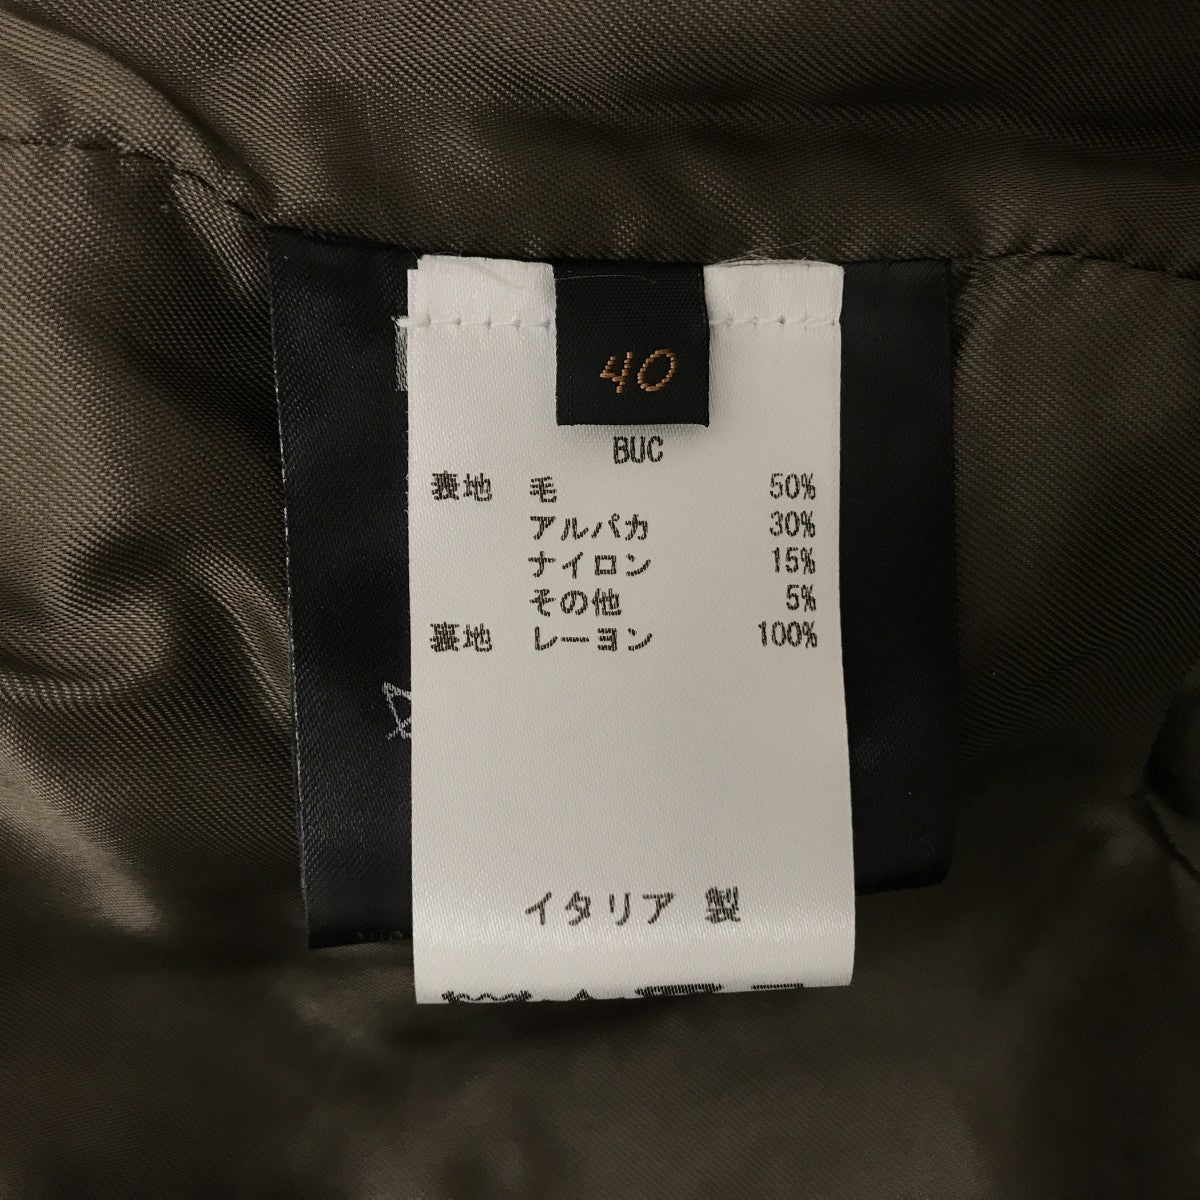 40
BUC
表地 毛 50%
アルパカ 30%
ナイロン 15%
その他 5%
裏地 レーヨン 100%
イタリア 製